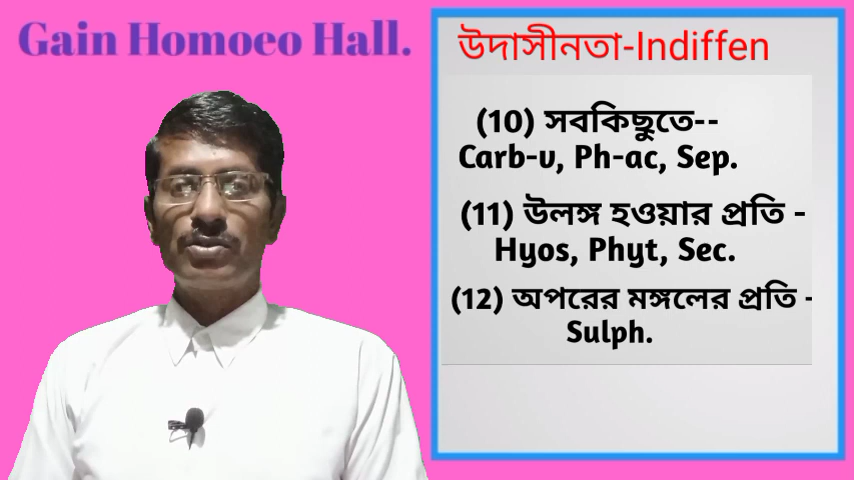 Gain Homoeo Hall.
উদাসীনতা-Indiffen
(10) সবকিছুতে--
Carb-v, Ph-ac, Sep.
(11) উলঙ্গ হওয়ার প্রতি -
Hyos, Phyt, Sec.
(12) অপরের মঙ্গলের প্রতি -
Sulph.